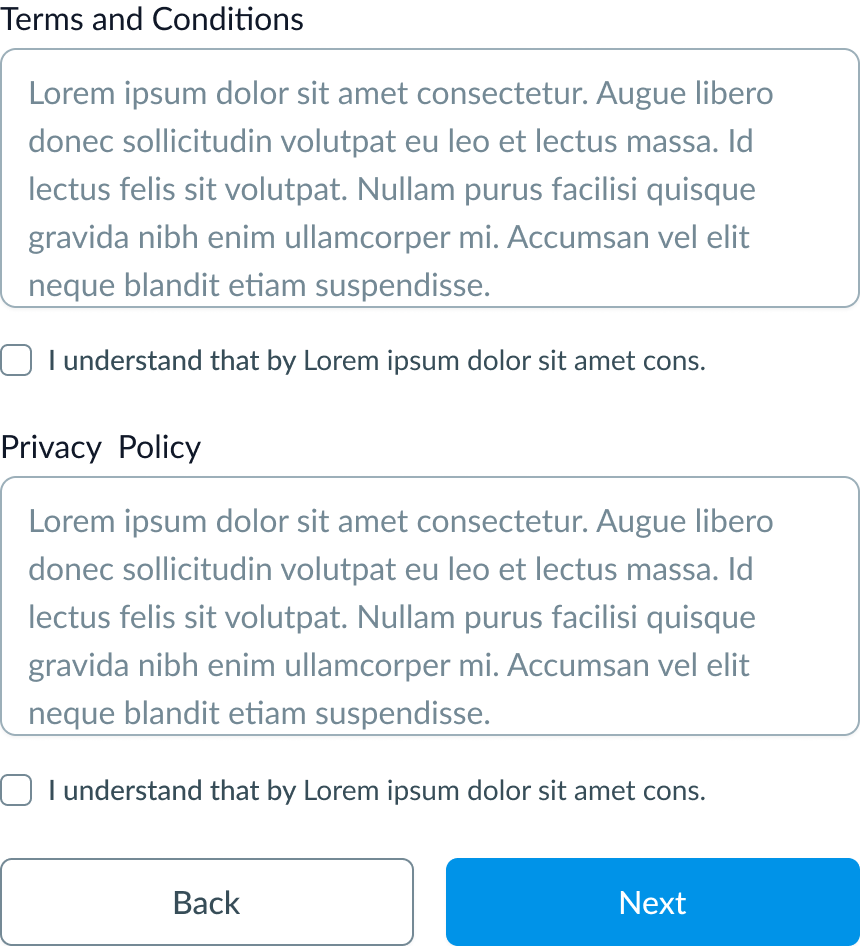 Terms and Conditions
Lorem ipsum dolor sit amet consectetur. Augue libero
donec sollicitudin volutpat eu leo et lectus massa. Id
lectus felis sit volutpat. Nullam purus facilisi quisque
gravida nibh enim ullamcorper mi. Accumsan vel elit
neque blandit etiam suspendisse.
I understand that by Lorem ipsum dolor sit amet cons.
Privacy  Policy
Lorem ipsum dolor sit amet consectetur. Augue libero
donec sollicitudin volutpat eu leo et lectus massa. Id
lectus felis sit volutpat. Nullam purus facilisi quisque
gravida nibh enim ullamcorper mi. Accumsan vel elit
neque blandit etiam suspendisse.
I understand that by Lorem ipsum dolor sit amet cons.
Back
Next